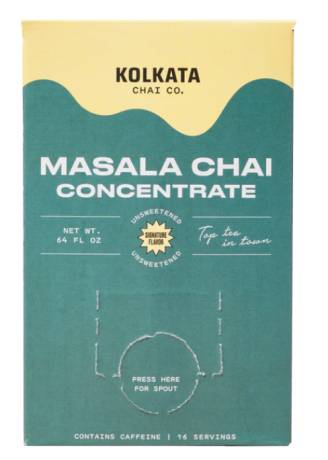 KOLKATA
CHAI CO.
MASALA CHAI
CONCENTRATE
NET WT.
64 FL OZ
UNSWEETENED
SIGNATURE
FLAVOR
UNSWEETENED
Top tea
in town
PRESS HERE
FOR SPOUT
CONTAINS CAFFEINE | 16 SERVINGS